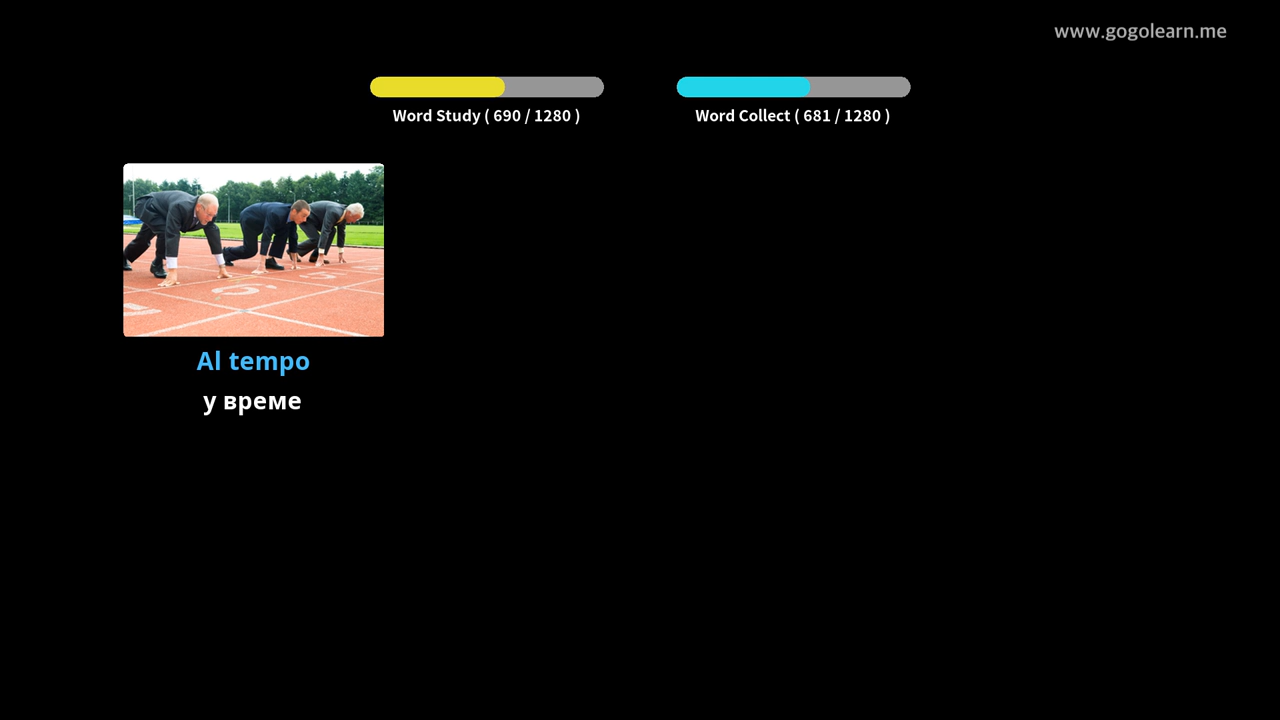 www.gogolearn.me
Word Study ( 690 / 1280 )
Word Collect ( 681 / 1280 )
Al tempo
у време